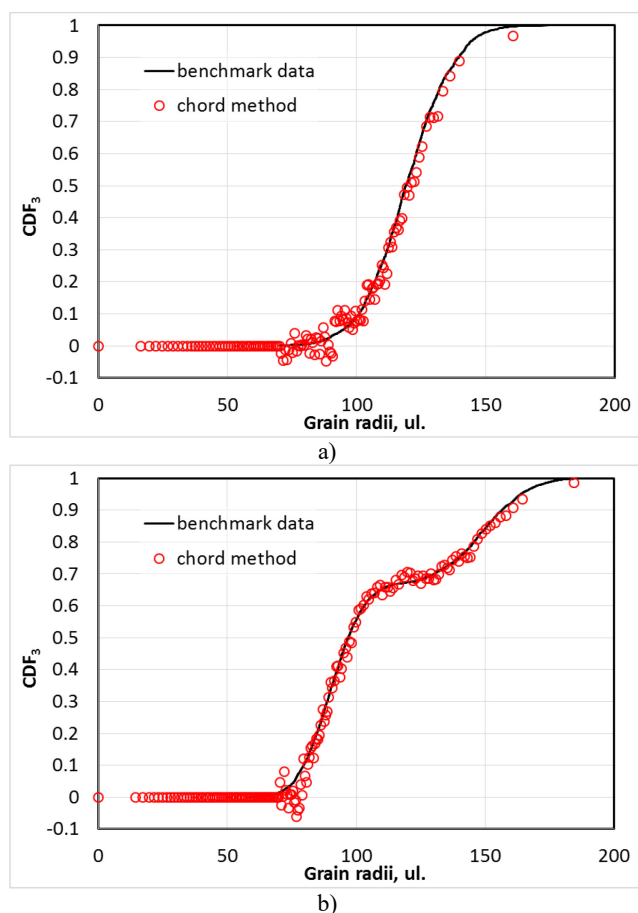 1
0.9
0.8
0.7
0.6
0.5
0.4
0.3
0.2
0.1
0
-0.1
CDF₃
benchmark data
chord method
0 50 100 150 200
Grain radii, ul.
a)
1
0.9
0.8
0.7
0.6
0.5
0.4
0.3
0.2
0.1
0
-0.1
CDF₃
benchmark data
chord method
0 50 100 150 200
Grain radii, ul.
b)